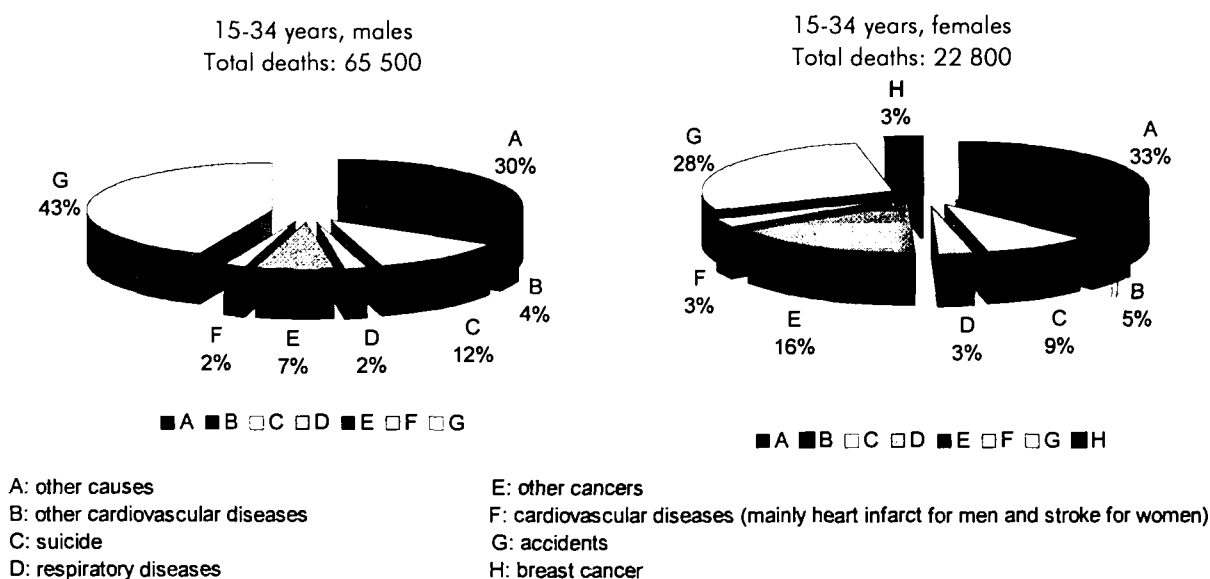 15-34 years, males
Total deaths: 65 500
A
30%
B
4%
C
12%
D
2%
E
7%
F
2%
G
43%
A B C D E F G
15-34 years, females
Total deaths: 22 800
H
3%
A
33%
B
5%
C
9%
D
3%
E
16%
F
3%
G
28%
A B C D E F G H
A: other causes
B: other cardiovascular diseases
C: suicide
D: respiratory diseases
E: other cancers
F: cardiovascular diseases (mainly heart infarct for men and stroke for women)
G: accidents
H: breast cancer